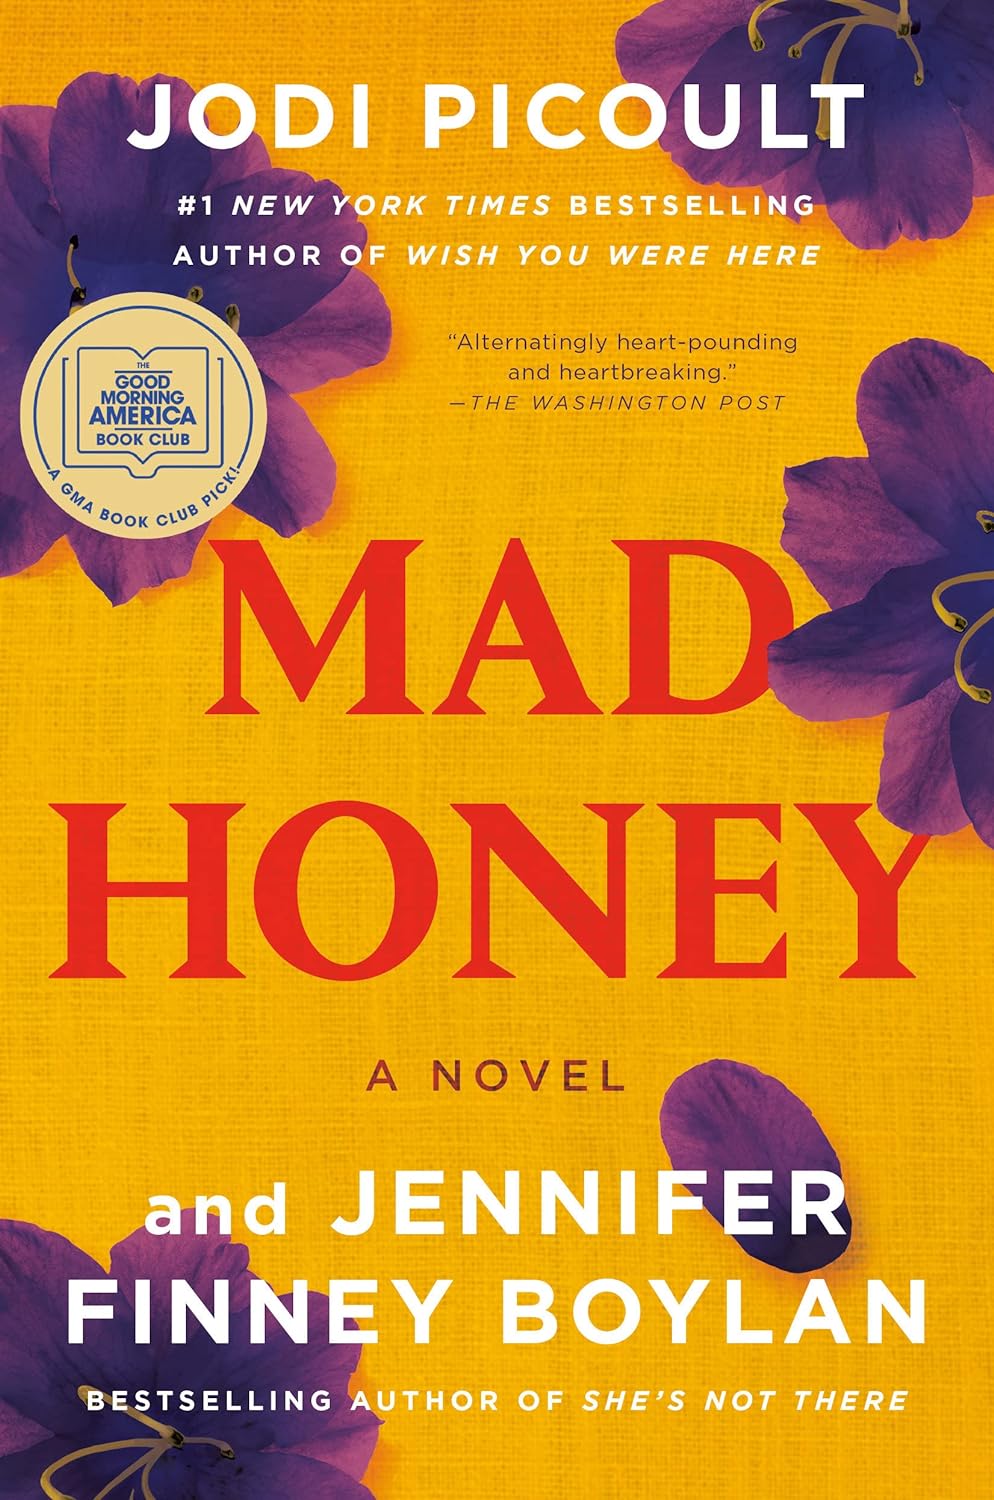 JODI PICOULT
#1 NEW YORK TIMES BESTSELLING
AUTHOR OF WISH YOU WERE HERE
“Alternatingly heart-pounding
and heartbreaking.”
—THE WASHINGTON POST
THE
GOOD
MORNING
AMERICA
BOOK CLUB
A GMA BOOK CLUB PICK!
MAD
HONEY
A NOVEL
and JENNIFER
FINNEY BOYLAN
BESTSELLING AUTHOR OF SHE’S NOT THERE